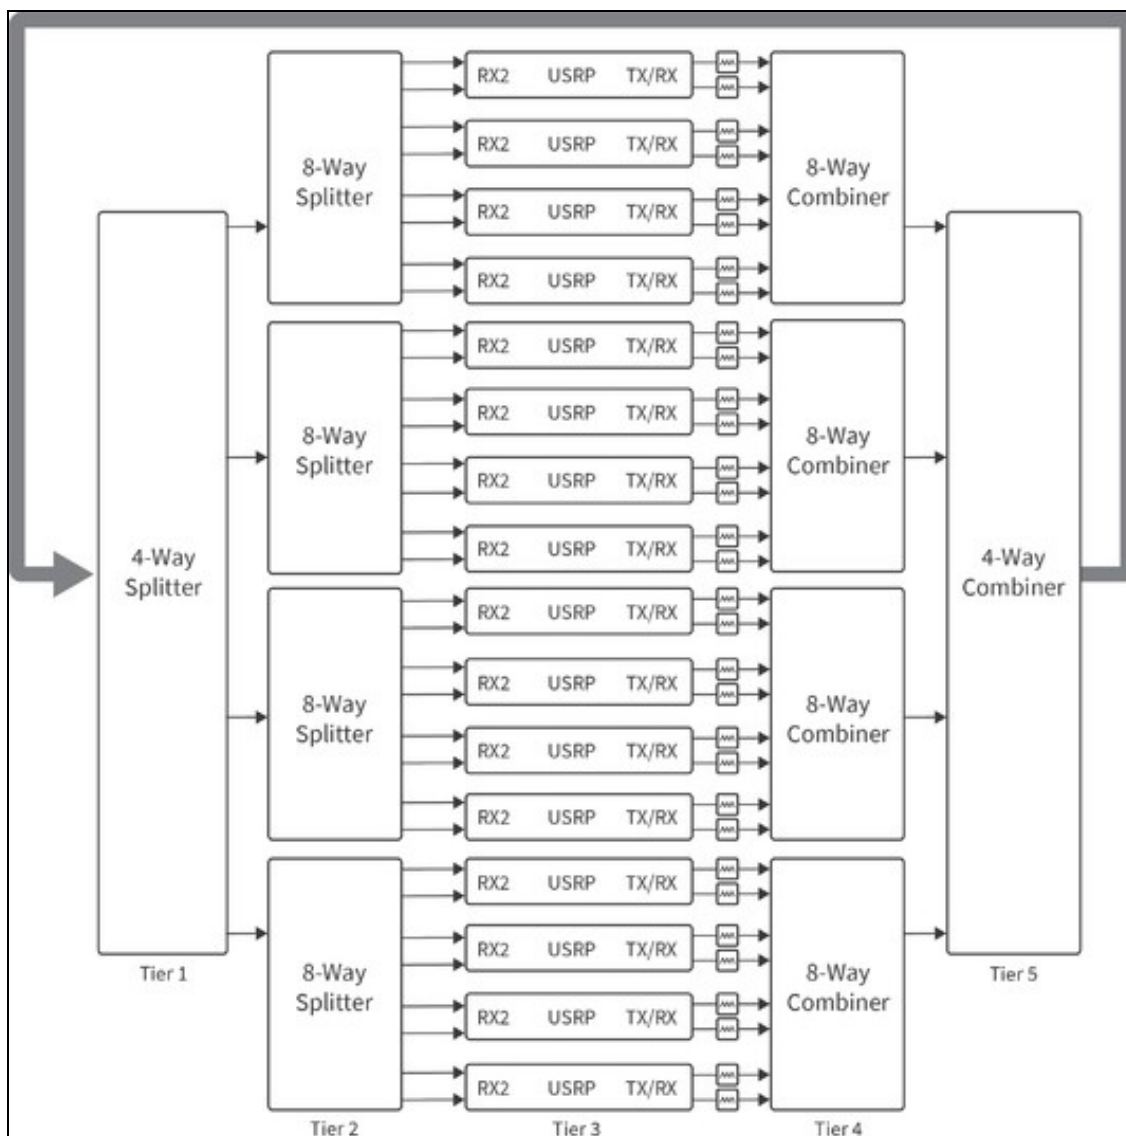 8-Way
Splitter
RX2 USRP TX/RX
RX2 USRP TX/RX
RX2 USRP TX/RX
RX2 USRP TX/RX
8-Way
Combiner
8-Way
Splitter
RX2 USRP TX/RX
RX2 USRP TX/RX
RX2 USRP TX/RX
RX2 USRP TX/RX
8-Way
Combiner
4-Way
Splitter
4-Way
Combiner
8-Way
Splitter
RX2 USRP TX/RX
RX2 USRP TX/RX
RX2 USRP TX/RX
RX2 USRP TX/RX
8-Way
Combiner
8-Way
Splitter
RX2 USRP TX/RX
RX2 USRP TX/RX
RX2 USRP TX/RX
RX2 USRP TX/RX
8-Way
Combiner
Tier 1
Tier 5
Tier 2
Tier 3
Tier 4